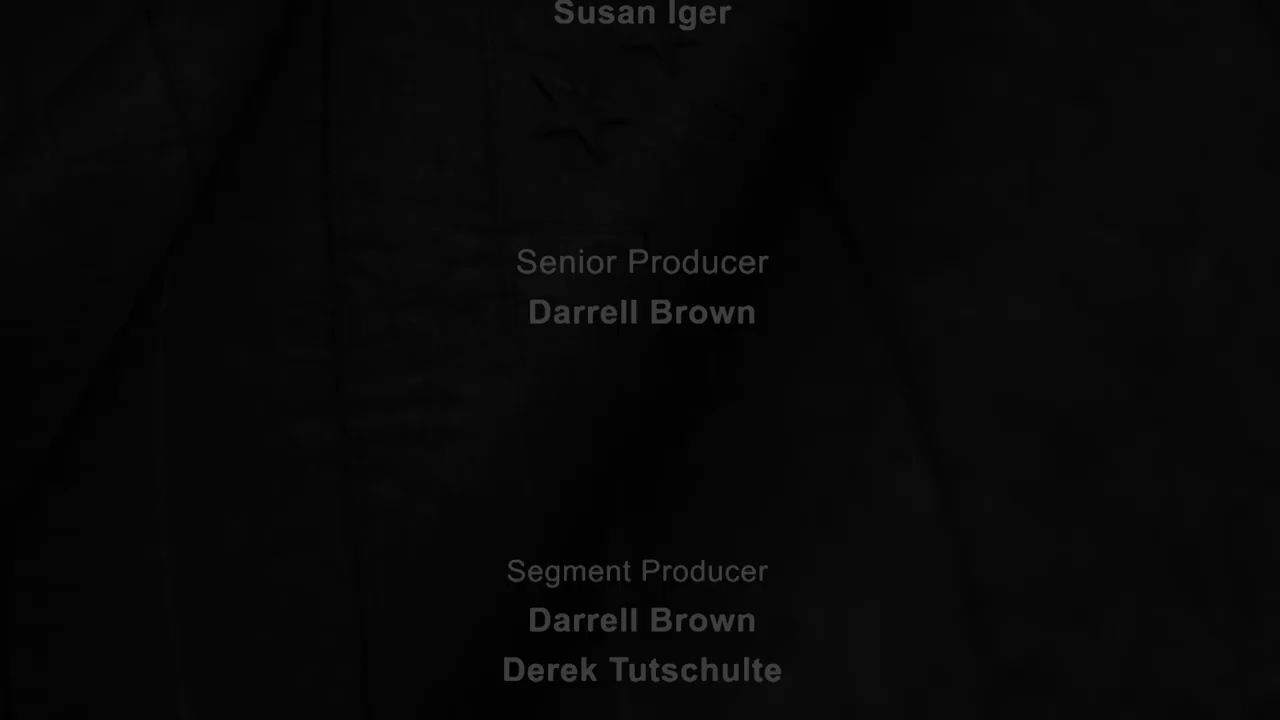 Susan Iger
Senior Producer
Darrell Brown
Segment Producer
Darrell Brown
Derek Tutschulte